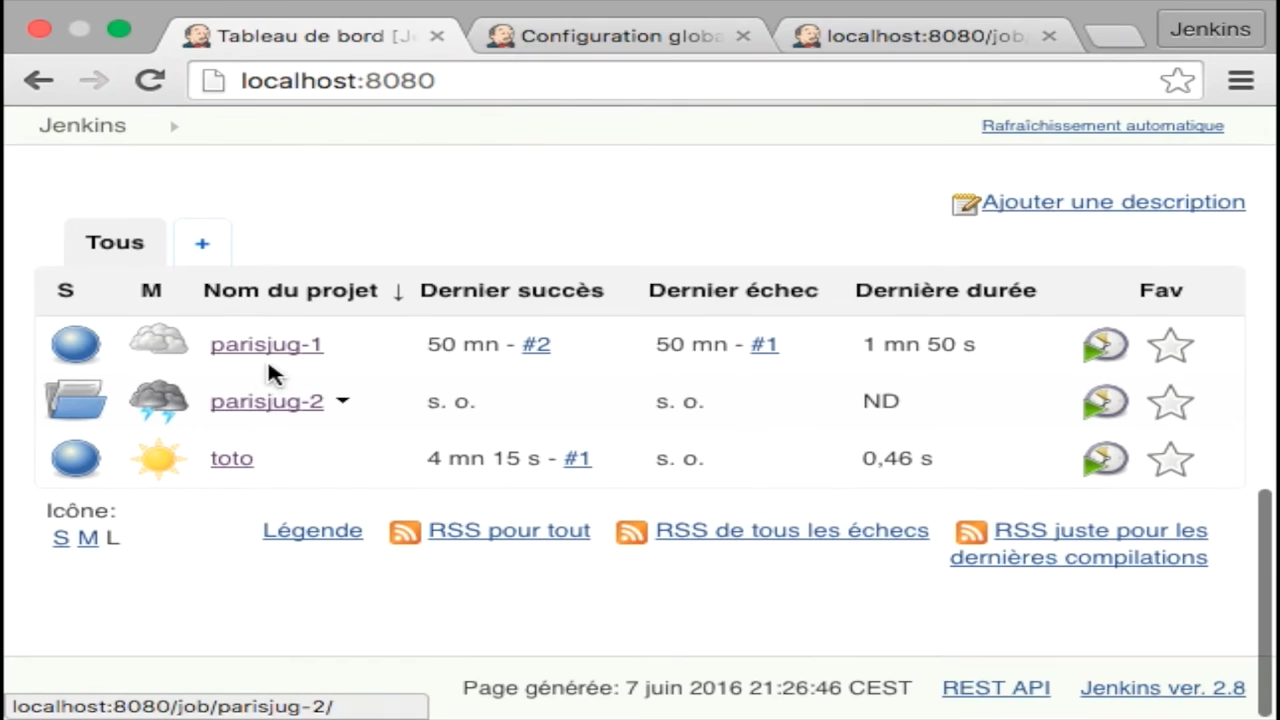 Tableau de bord [J
Configuration globa
localhost:8080/job,
Jenkins
localhost:8080
Jenkins
Rafraîchissement automatique
Ajouter une description
Tous +
S M Nom du projet ↓ Dernier succès Dernier échec Dernière durée Fav
parisjug-1 50 mn - #2 50 mn - #1 1 mn 50 s
parisjug-2 s. o. s. o. ND
toto 4 mn 15 s - #1 s. o. 0,46 s
Icône:
S M L
Légende RSS pour tout RSS de tous les échecs RSS juste pour les
dernières compilations
Page générée: 7 juin 2016 21:26:46 CEST REST API Jenkins ver. 2.8
localhost:8080/job/parisjug-2/